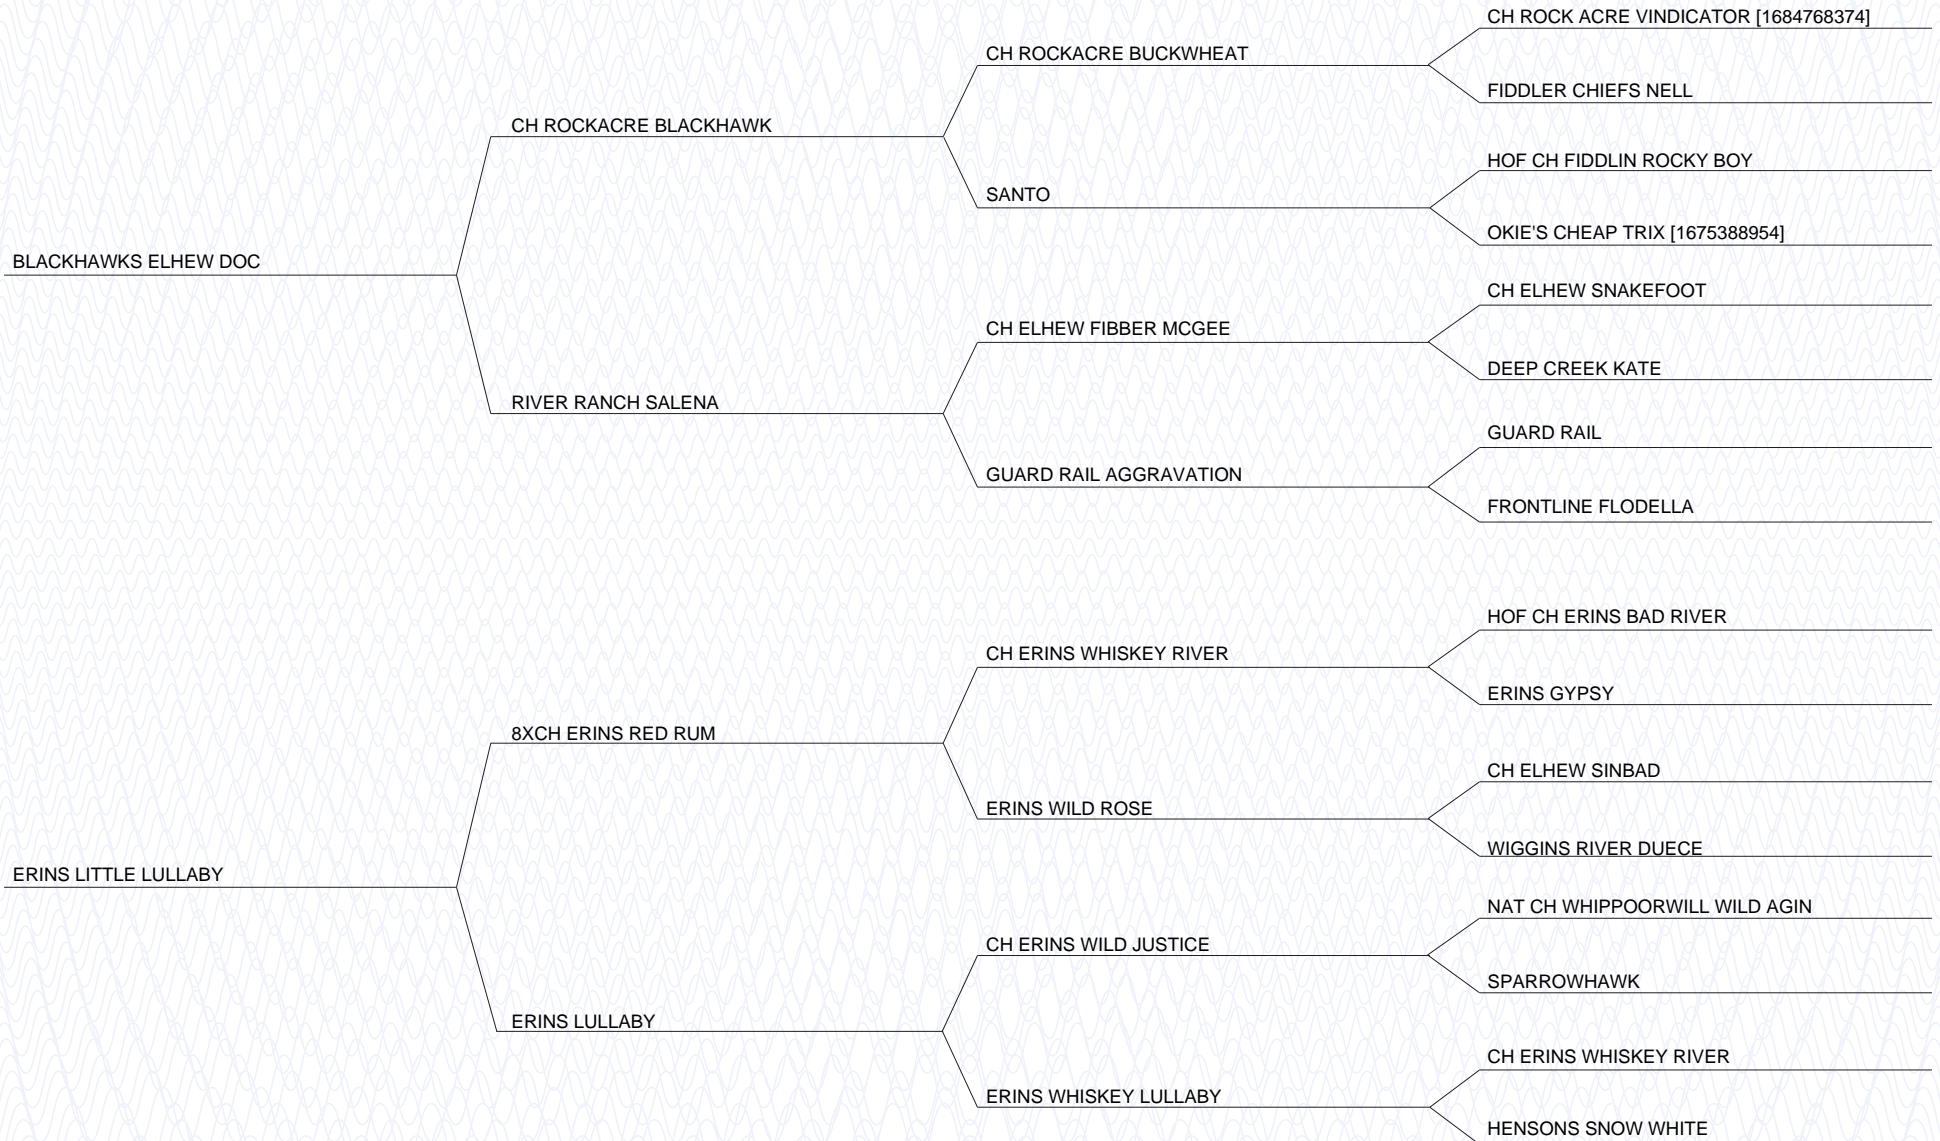 CH ROCK ACRE VINDICATOR [1684768374]
CH ROCKACRE BUCKWHEAT
FIDDLER CHIEFS NELL
CH ROCKACRE BLACKHAWK
HOF CH FIDDLIN ROCKY BOY
SANTO
OKIE'S CHEAP TRIX [1675388954]
BLACKHAWKS ELHEW DOC
CH ELHEW SNAKEFOOT
CH ELHEW FIBBER MCGEE
DEEP CREEK KATE
RIVER RANCH SALENA
GUARD RAIL
GUARD RAIL AGGRAVATION
FRONTLINE FLODELLA
HOF CH ERINS BAD RIVER
CH ERINS WHISKEY RIVER
ERINS GYPSY
8XCH ERINS RED RUM
CH ELHEW SINBAD
ERINS WILD ROSE
WIGGINS RIVER DUECE
ERINS LITTLE LULLABY
NAT CH WHIPPOORWILL WILD AGIN
CH ERINS WILD JUSTICE
SPARROWHAWK
ERINS LULLABY
CH ERINS WHISKEY RIVER
ERINS WHISKEY LULLABY
HENSONS SNOW WHITE